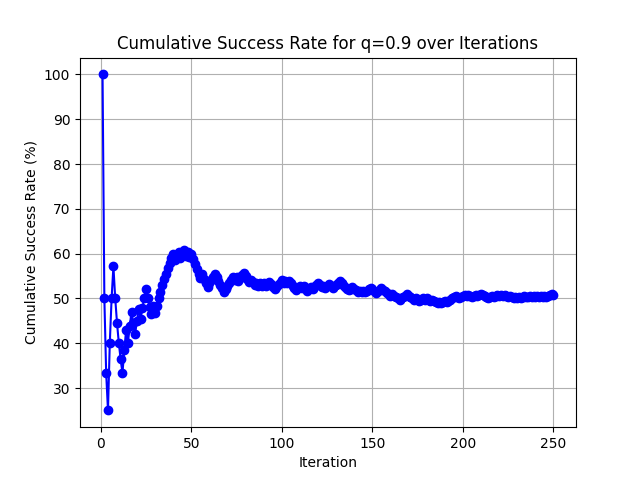 Cumulative Success Rate for q=0.9 over Iterations
100
90
80
70
60
50
40
30
Cumulative Success Rate (%)
0 50 100 150 200 250
Iteration